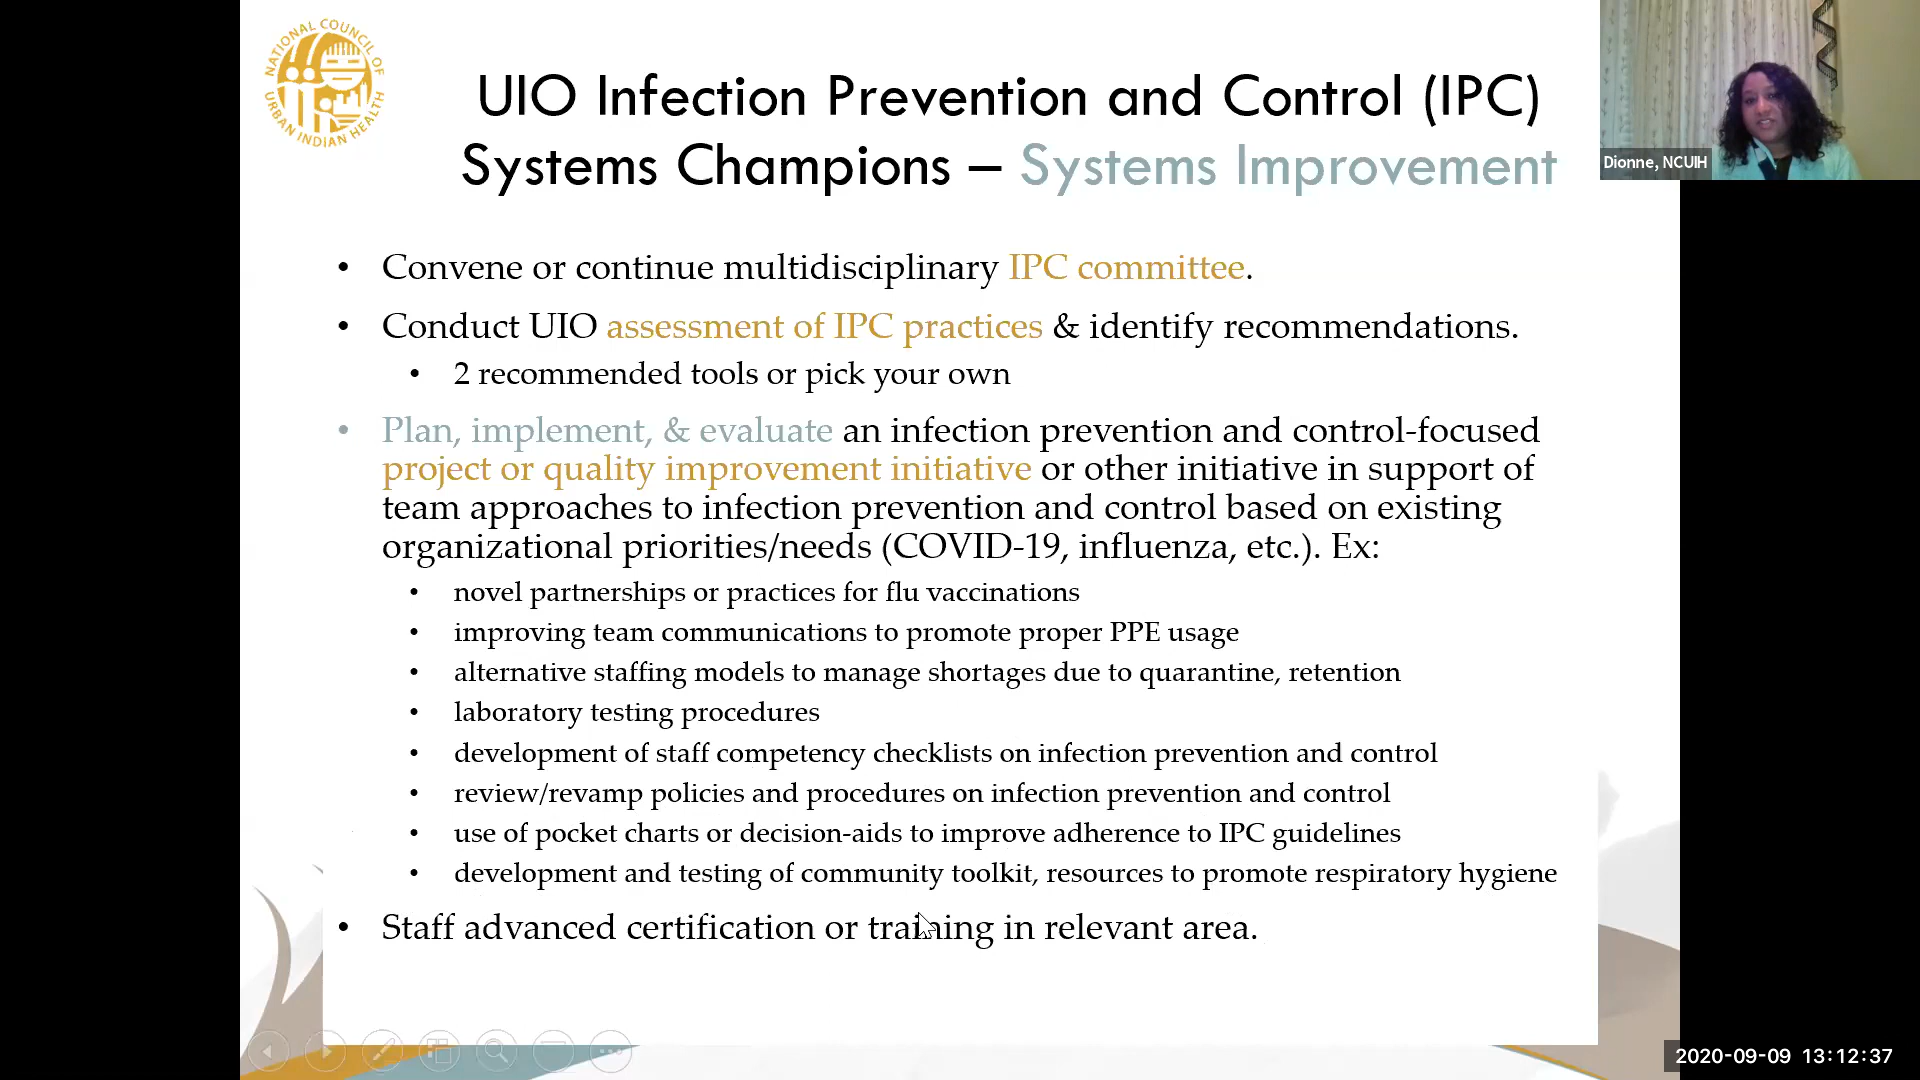 NATIONAL COUNCIL OF
URBAN INDIAN HEALTH
UIO Infection Prevention and Control (IPC)
Systems Champions – Systems Improvement
Dionne, NCUIH
• Convene or continue multidisciplinary IPC committee.
• Conduct UIO assessment of IPC practices & identify recommendations.
• 2 recommended tools or pick your own
• Plan, implement, & evaluate an infection prevention and control-focused
project or quality improvement initiative or other initiative in support of
team approaches to infection prevention and control based on existing
organizational priorities/needs (COVID-19, influenza, etc.). Ex:
• novel partnerships or practices for flu vaccinations
• improving team communications to promote proper PPE usage
• alternative staffing models to manage shortages due to quarantine, retention
• laboratory testing procedures
• development of staff competency checklists on infection prevention and control
• review/revamp policies and procedures on infection prevention and control
• use of pocket charts or decision-aids to improve adherence to IPC guidelines
• development and testing of community toolkit, resources to promote respiratory hygiene
• Staff advanced certification or training in relevant area.
2020-09-09 13:12:37